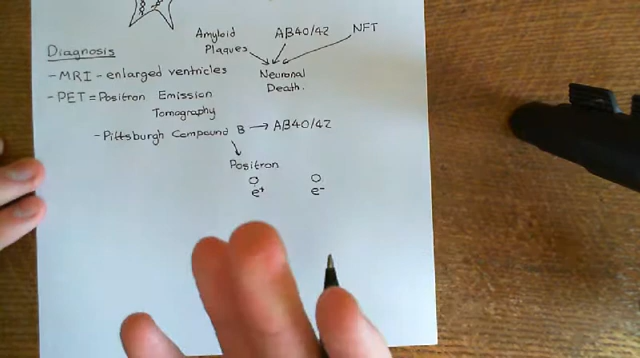 Amyloid Plaques
AB40/42
NFT
Neuronal Death.
Diagnosis
- MRI - enlarged ventricles
- PET = Positron Emission
Tomography
- Pittsburgh Compound B → AB40/42
Positron
e+
e-